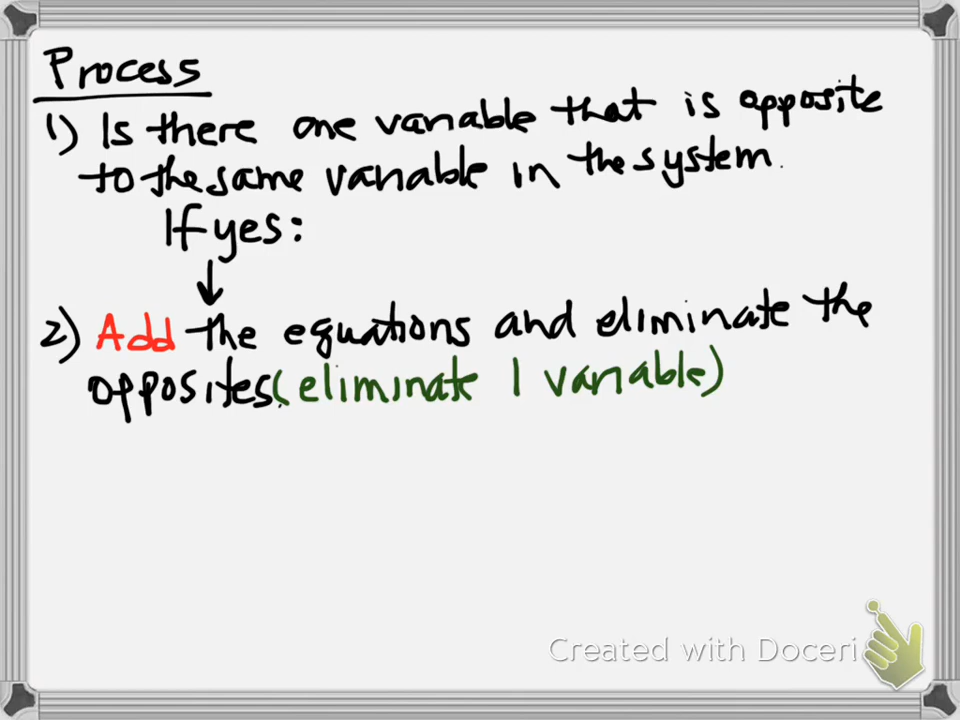 Process
1) Is there one variable that is opposite
to the same variable in the system.
If yes:
2) Add the equations and eliminate the
opposites. (eliminate 1 variable)
Created with Doceri